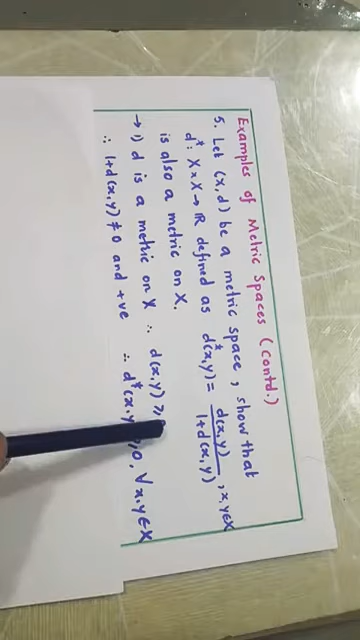 Examples of Metric Spaces (contd.)
5. Let (X,d) be a metric space, show that
d*: X×X→ℝ defined as d*(x,y) = d(x,y)/1+d(x,y), x,y∈X
is also a metric on X.
→ 1) d is a metric on X ∴ d(x,y) ≥
∴ 1+d(x,y) ≠ 0 and +ve ∴ d*(x,y ≥ 0, ∀x,y∈X